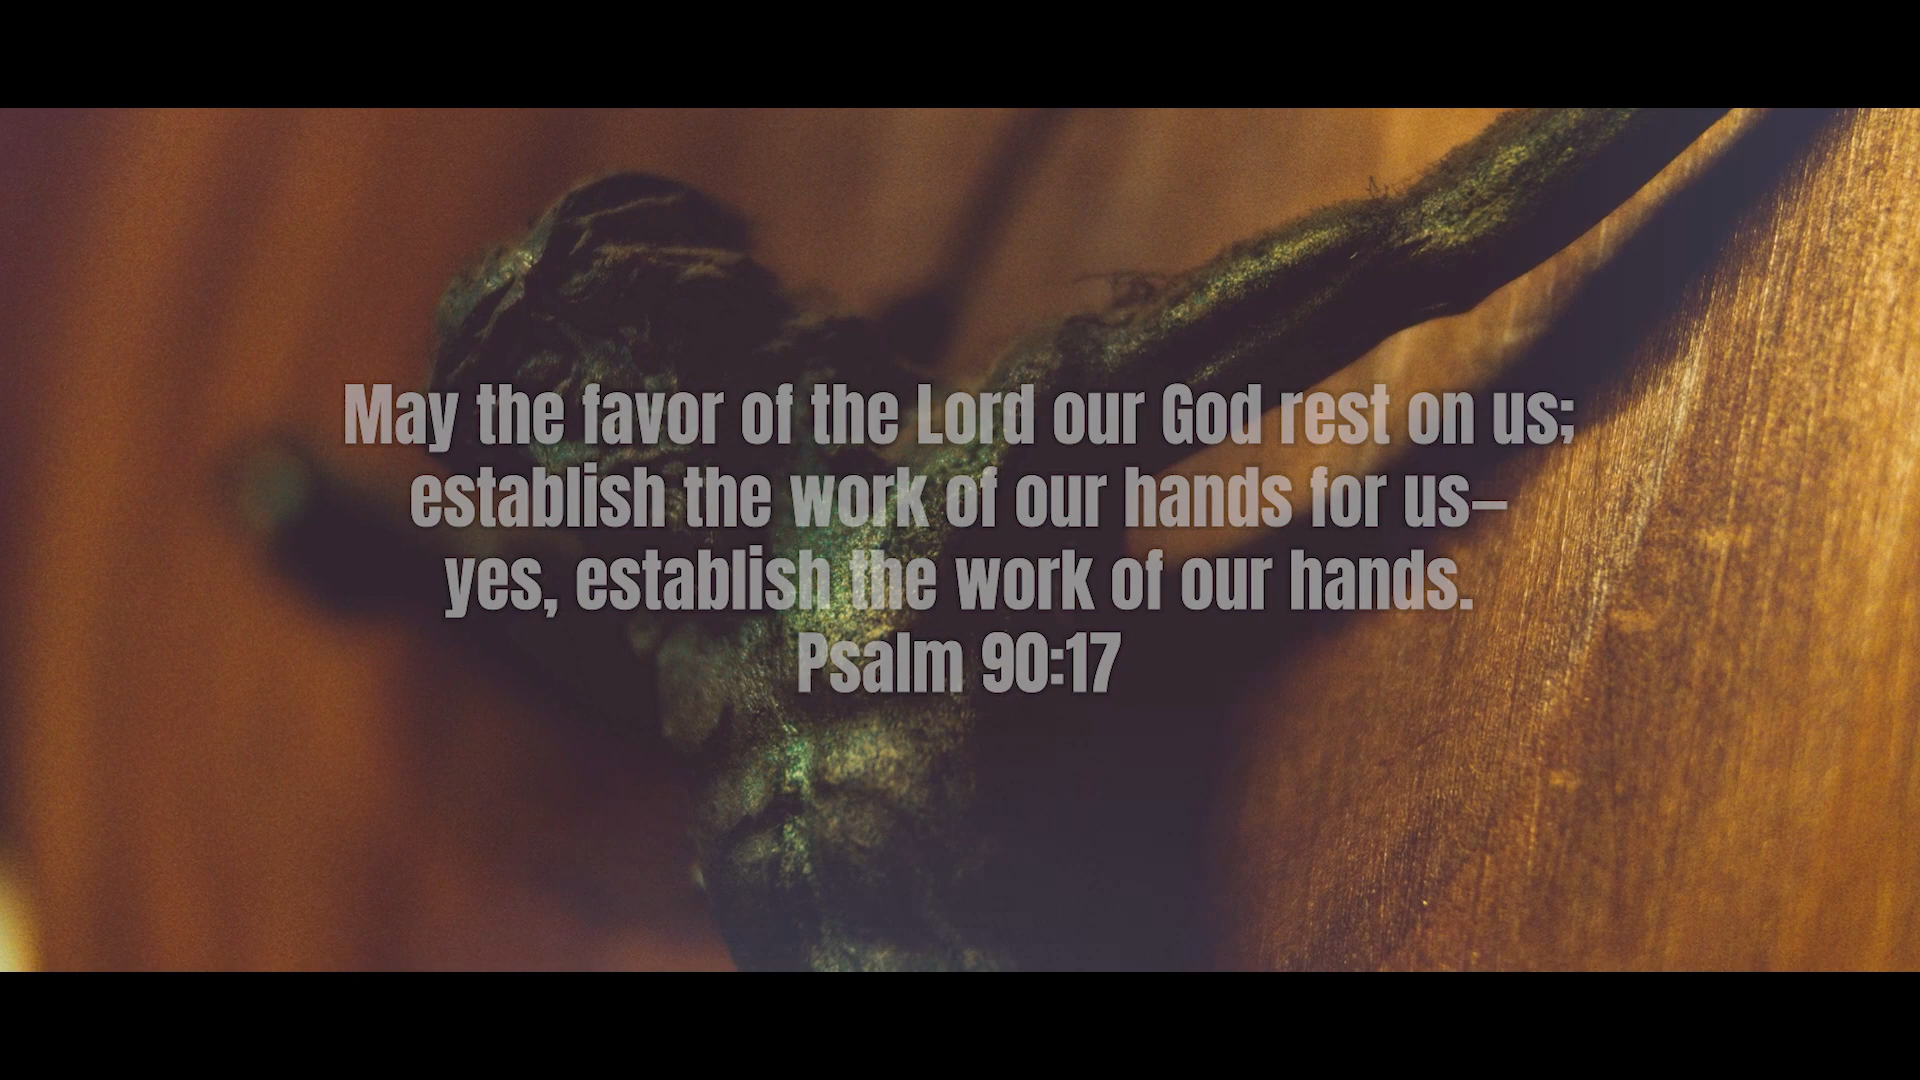 May the favor of the Lord our God rest on us;
establish the work of our hands for us—
yes, establish the work of our hands.
Psalm 90:17